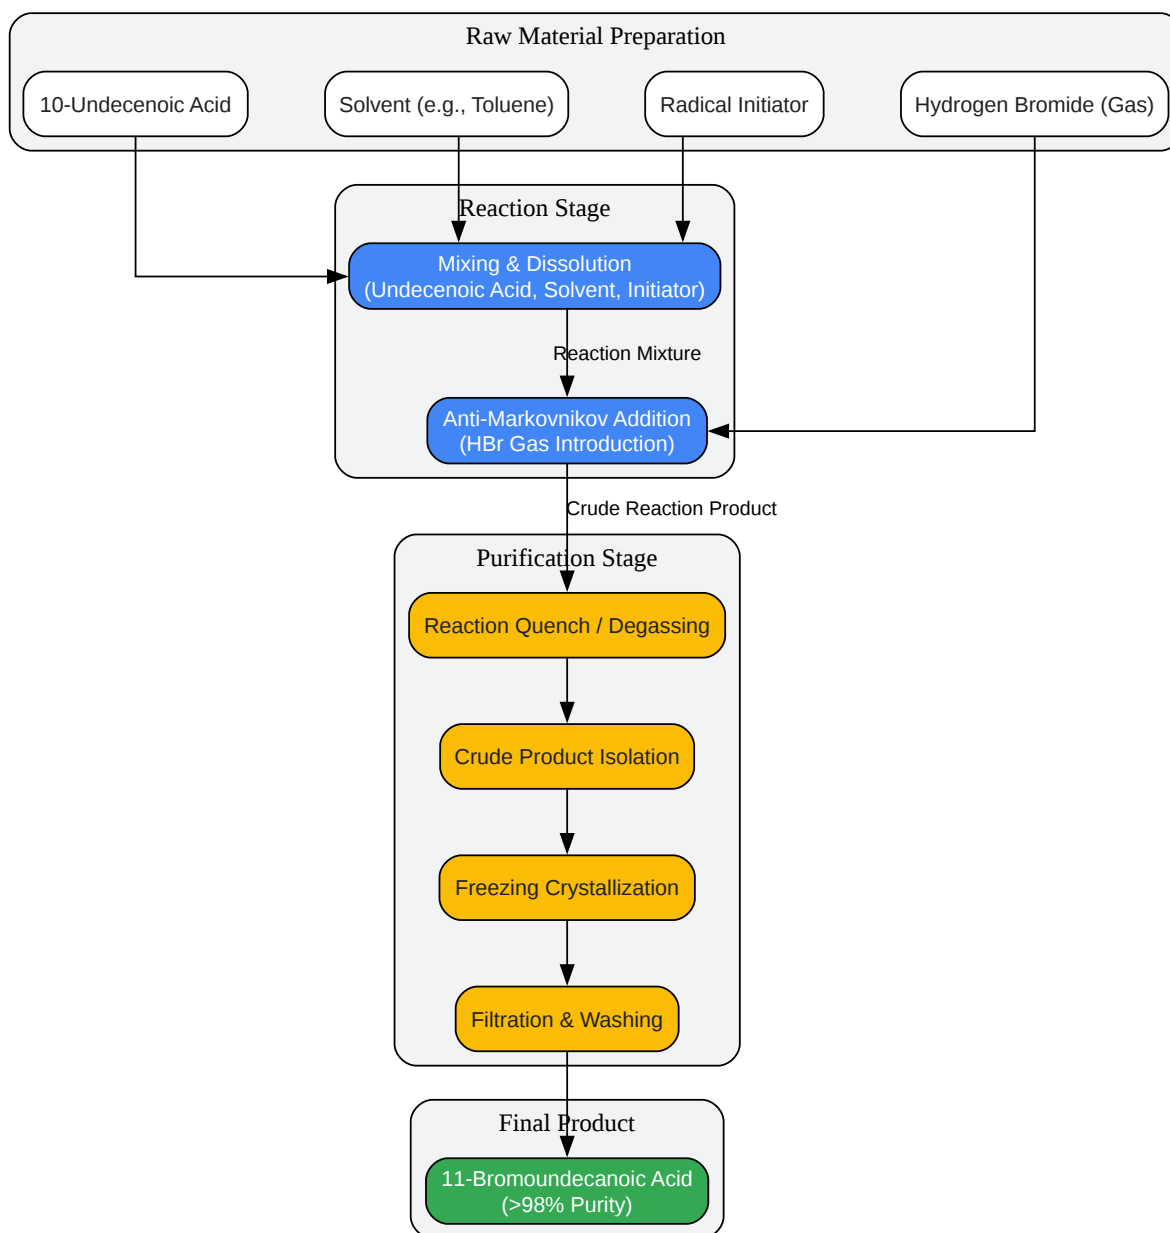 Raw Material Preparation
10-Undecenoic Acid
Solvent (e.g., Toluene)
Radical Initiator
Hydrogen Bromide (Gas)
Reaction Stage
Mixing & Dissolution
(Undecenoic Acid, Solvent, Initiator)
Reaction Mixture
Anti-Markovnikov Addition
(HBr Gas Introduction)
Crude Reaction Product
Purification Stage
Reaction Quench / Degassing
Crude Product Isolation
Freezing Crystallization
Filtration & Washing
Final Product
11-Bromoundecanoic Acid
(>98% Purity)